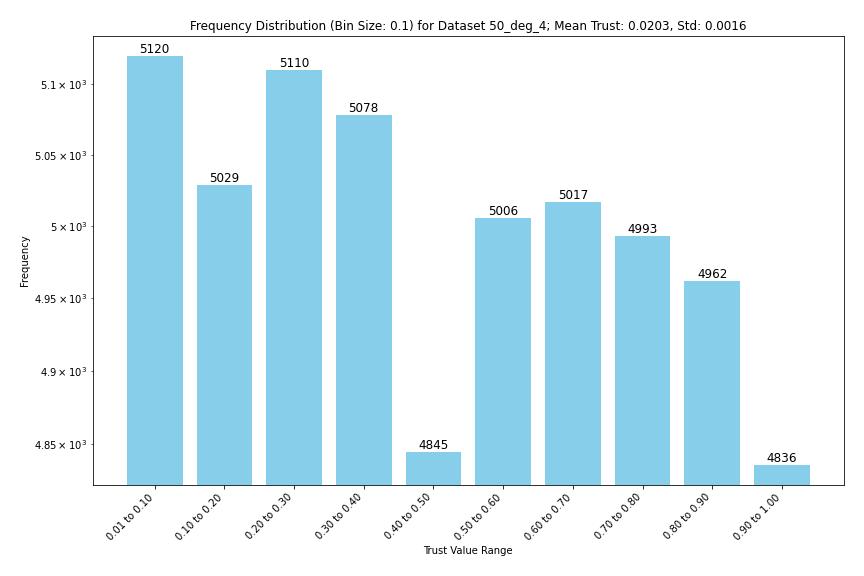 Frequency Distribution (Bin Size: 0.1) for Dataset 50_deg_4; Mean Trust: 0.0203, Std: 0.0016
5120
5029
5110
5078
4845
5006
5017
4993
4962
4836
5.1 × 10³
5.05 × 10³
5 × 10³
4.95 × 10³
4.9 × 10³
4.85 × 10³
Frequency
0.01 to 0.10
0.10 to 0.20
0.20 to 0.30
0.30 to 0.40
0.40 to 0.50
0.50 to 0.60
0.60 to 0.70
0.70 to 0.80
0.80 to 0.90
0.90 to 1.00
Trust Value Range